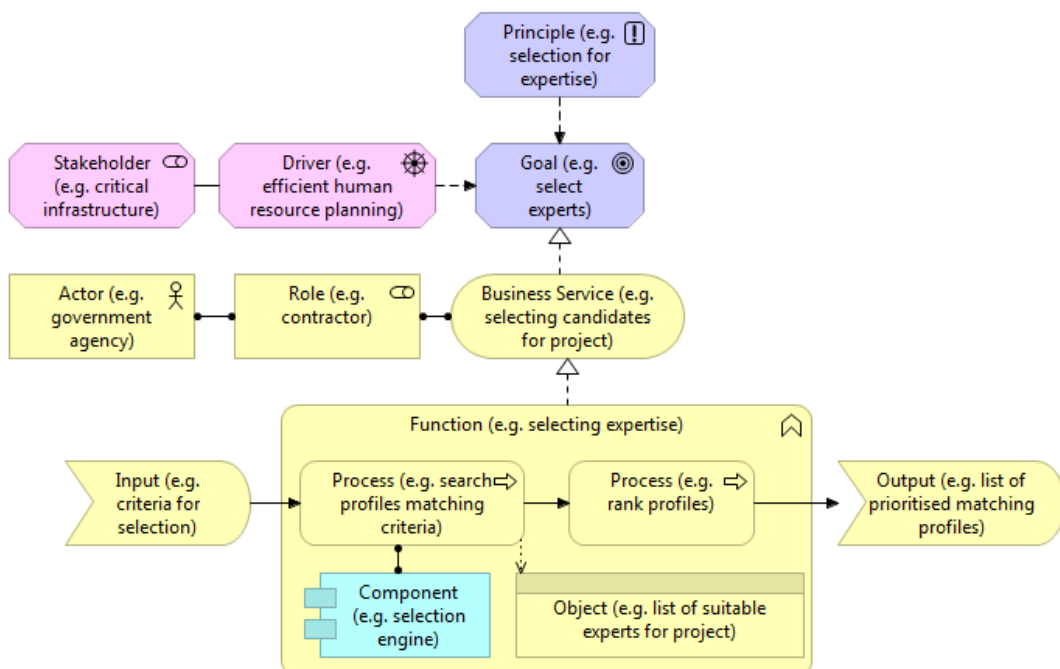 Principle (e.g.
selection for
expertise)
Stakeholder
(e.g. critical
infrastructure)
Driver (e.g.
efficient human
resource planning)
Goal (e.g.
select
experts)
Actor (e.g.
government
agency)
Role (e.g.
contractor)
Business Service (e.g.
selecting candidates
for project)
Function (e.g. selecting expertise)
Input (e.g.
criteria for
selection)
Process (e.g. search
profiles matching
criteria)
Process (e.g.
rank profiles)
Output (e.g. list of
prioritised matching
profiles)
Component
(e.g. selection
engine)
Object (e.g. list of suitable
experts for project)